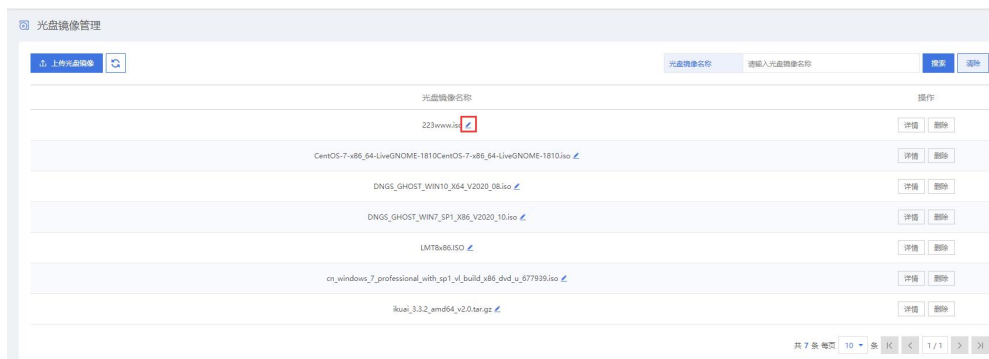 光盘镜像管理
上传光盘镜像 光盘镜像名称 请输入光盘镜像名称 搜索 清除
光盘镜像名称 操作
223www.iso 详情 删除
CentOS-7-x86_64-LiveGNOME-1810CentOS-7-x86_64-LiveGNOME-1810.iso 详情 删除
DNGS_GHOST_WIN10_X64_V2020_08.iso 详情 删除
DNGS_GHOST_WIN7_SP1_X86_V2020_10.iso 详情 删除
LMT8x86.ISO 详情 删除
cn_windows_7_professional_with_sp1_vl_build_x86_dvd_u_677939.iso 详情 删除
ikuai_3.3.2_amd64_v2.0.tar.gz 详情 删除
共 7 条 每页 10 条 1 / 1